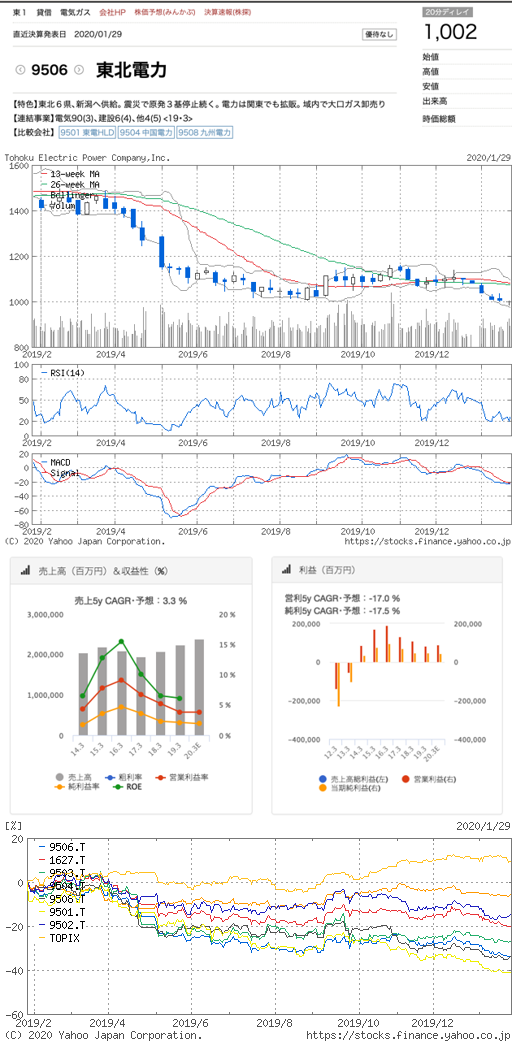 東1 貸借 電気ガス 会社HP 株価予想(みんかぶ) 決算速報(株探)
直近決算発表日 2020/01/29
優待なし
9506 東北電力
20分ディレイ
1,002
始値
高値
安値
出来高
時価総額
【特色】東北6県、新潟へ供給。震災で原発3基停止続く。電力は関東でも拡販。域内で大口ガス卸売り
【連結事業】電気90(3)、建設6(4)、他4(5) <19・3>
【比較会社】 9501 東電HLD 9504 中国電力 9508 九州電力
Tohoku Electric Power Company,Inc. 2020/1/29
1600
1400
1200
1000
800
13-week MA
26-week MA
Bollinger
Volume
2019/2 2019/4 2019/6 2019/8 2019/10 2019/12
100
80
50
20
0
RSI(14)
2019/2 2019/4 2019/6 2019/8 2019/10 2019/12
20
0
-20
-40
-60
-80
MACD
Signal
2019/2 2019/4 2019/6 2019/8 2019/10 2019/12
(C) 2020 Yahoo Japan Corporation. https://stocks.finance.yahoo.co.jp/
売上高（百万円）＆収益性（%）
売上5y CAGR・予想：3.3 %
3,000,000
2,000,000
1,000,000
0
20 %
15 %
10 %
5 %
0 %
14.3 15.3 16.3 17.3 18.3 19.3 20.3E
売上高 粗利率 営業利益率
純利益率 ROE
利益（百万円）
営利5y CAGR・予想：-17.0 %
純利5y CAGR・予想：-17.5 %
200,000
0
-400,000
200,000
0
-200,000
-400,000
12.3 13.3 14.3 15.3 16.3 17.3 18.3 19.3 20.3E
売上高総利益(左) 営業利益(右)
当期純利益(右)
[%] 2020/1/29
20
0
-20
-40
-60
9506.T
1627.T
9503.T
9504.T
9508.T
9501.T
9502.T
TOPIX
2019/2 2019/4 2019/6 2019/8 2019/10 2019/12
(C) 2020 Yahoo Japan Corporation. https://stocks.finance.yahoo.co.jp/